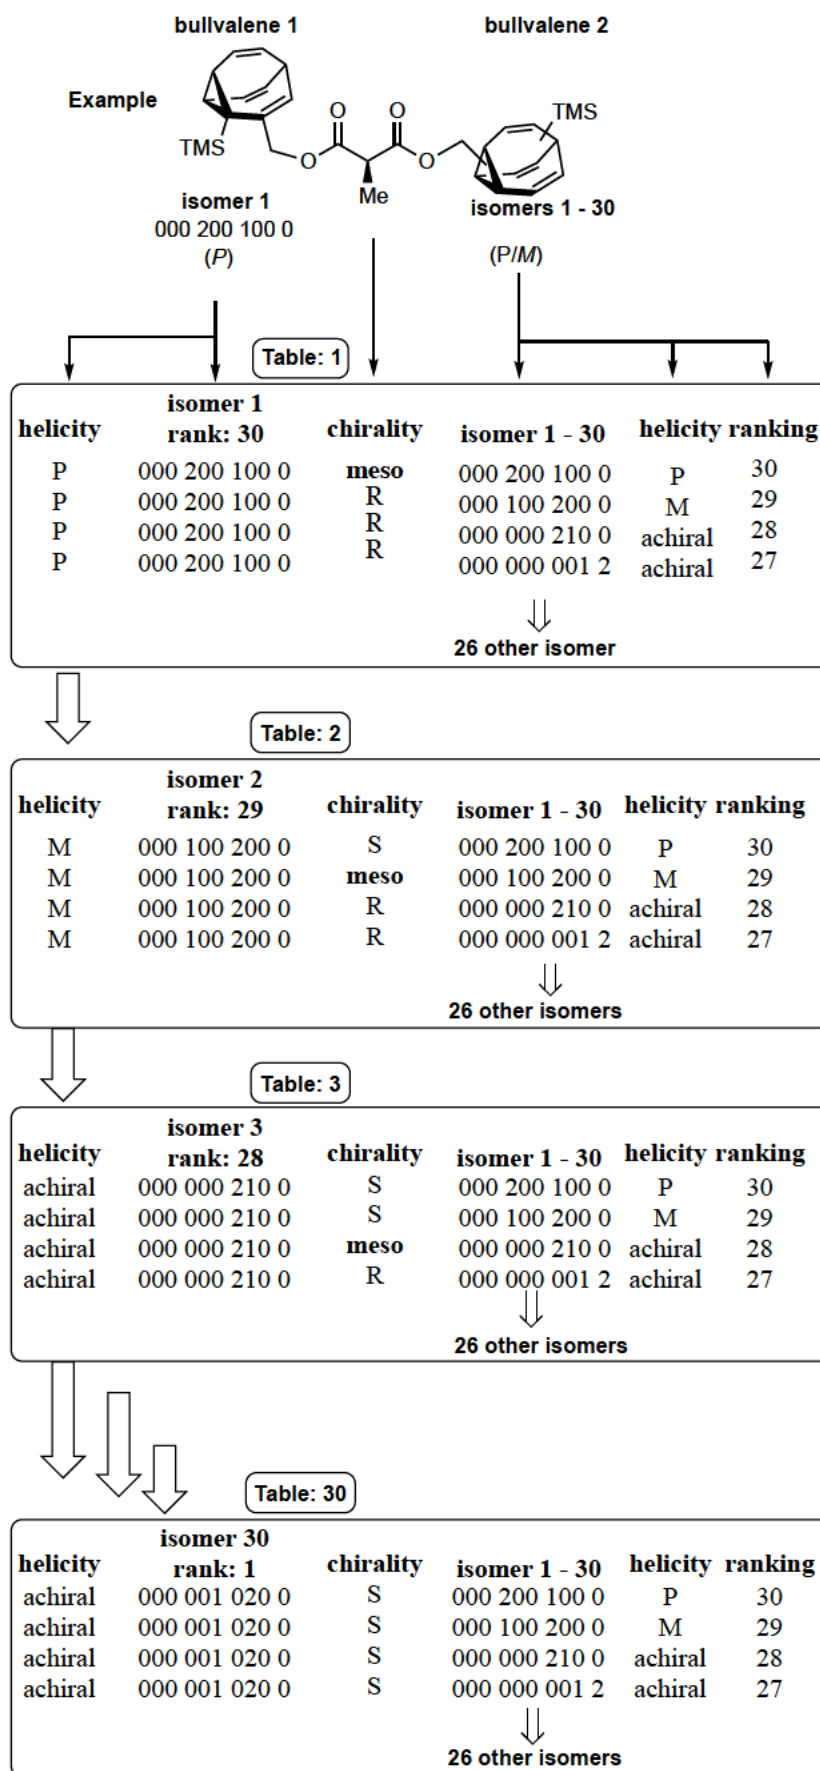 bullvalene 1 bullvalene 2
Example
TMS
TMS
O O
O O
Me
isomer 1
isomers 1 - 30
000 200 100 0
(P)
(P/M)
Table: 1
helicity isomer 1 rank: 30 chirality isomer 1 - 30 helicity ranking
P 000 200 100 0 meso 000 200 100 0 P 30
P 000 200 100 0 R 000 100 200 0 M 29
P 000 200 100 0 R 000 000 210 0 achiral 28
P 000 200 100 0 R 000 000 001 2 achiral 27
26 other isomer
Table: 2
helicity isomer 2 rank: 29 chirality isomer 1 - 30 helicity ranking
M 000 100 200 0 S 000 200 100 0 P 30
M 000 100 200 0 meso 000 100 200 0 M 29
M 000 100 200 0 R 000 000 210 0 achiral 28
M 000 100 200 0 R 000 000 001 2 achiral 27
26 other isomers
Table: 3
helicity isomer 3 rank: 28 chirality isomer 1 - 30 helicity ranking
achiral 000 000 210 0 S 000 200 100 0 P 30
achiral 000 000 210 0 S 000 100 200 0 M 29
achiral 000 000 210 0 meso 000 000 210 0 achiral 28
achiral 000 000 210 0 R 000 000 001 2 achiral 27
26 other isomers
Table: 30
helicity isomer 30 rank: 1 chirality isomer 1 - 30 helicity ranking
achiral 000 001 020 0 S 000 200 100 0 P 30
achiral 000 001 020 0 S 000 100 200 0 M 29
achiral 000 001 020 0 S 000 000 210 0 achiral 28
achiral 000 001 020 0 S 000 000 001 2 achiral 27
26 other isomers